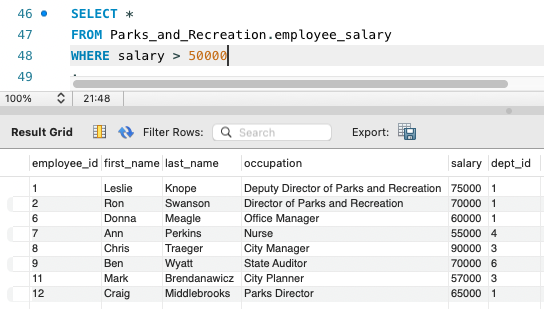 46 SELECT *
47 FROM Parks_and_Recreation.employee_salary
48 WHERE salary > 50000
49 ;
100% 21:48
Result Grid Filter Rows: Search Export:
employee_id first_name last_name occupation salary dept_id
1 Leslie Knope Deputy Director of Parks and Recreation 75000 1
2 Ron Swanson Director of Parks and Recreation 70000 1
6 Donna Meagle Office Manager 60000 1
7 Ann Perkins Nurse 55000 4
8 Chris Traeger City Manager 90000 3
9 Ben Wyatt State Auditor 70000 6
11 Mark Brendanawicz City Planner 57000 3
12 Craig Middlebrooks Parks Director 65000 1